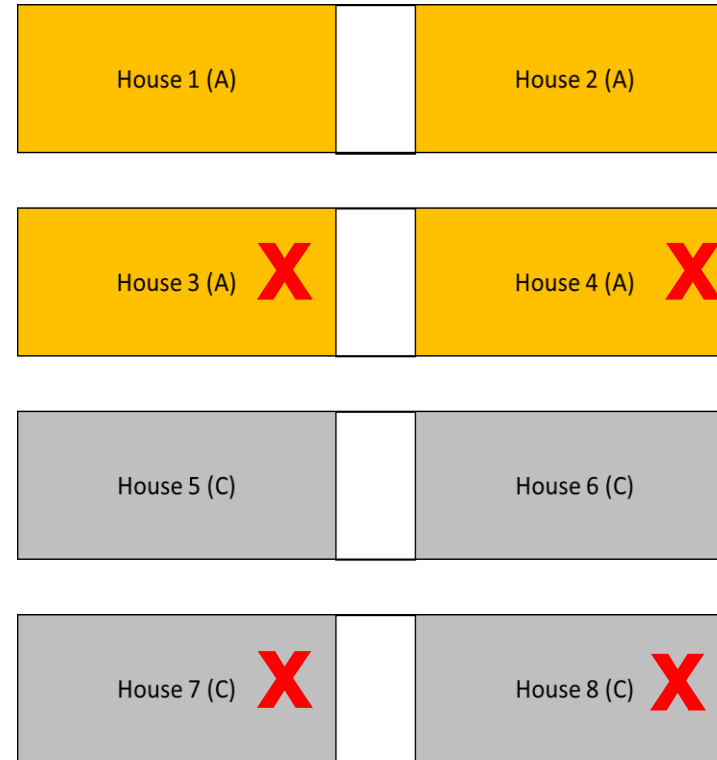 House 1 (A)
House 2 (A)
House 3 (A) X
House 4 (A) X
House 5 (C)
House 6 (C)
House 7 (C) X
House 8 (C) X